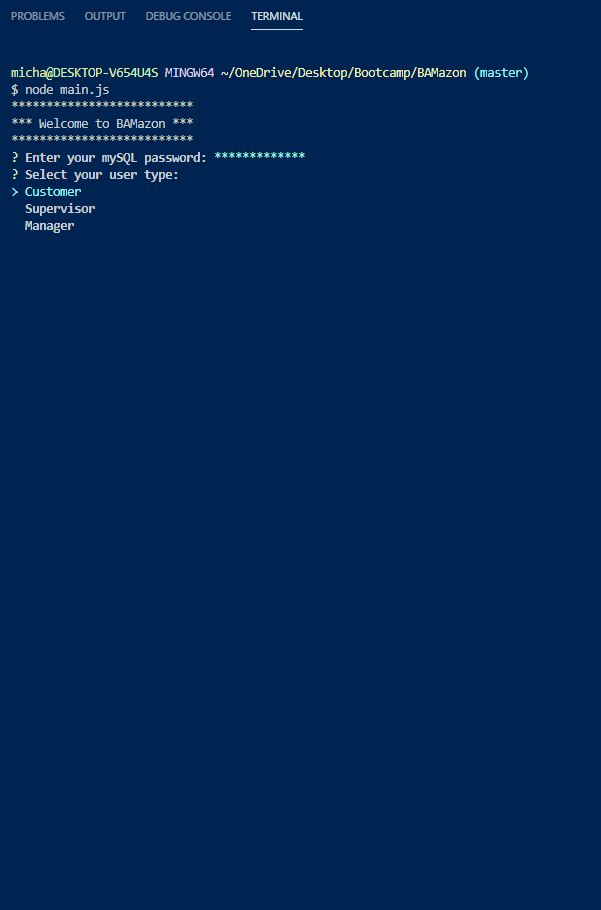 PROBLEMS OUTPUT DEBUG CONSOLE TERMINAL
micha@DESKTOP-V654U4S MINGW64 ~/OneDrive/Desktop/Bootcamp/BAMazon (master)
$ node main.js
**************************
*** Welcome to BAMazon ***
**************************
? Enter your mySQL password: *************
? Select your user type:
> Customer
Supervisor
Manager